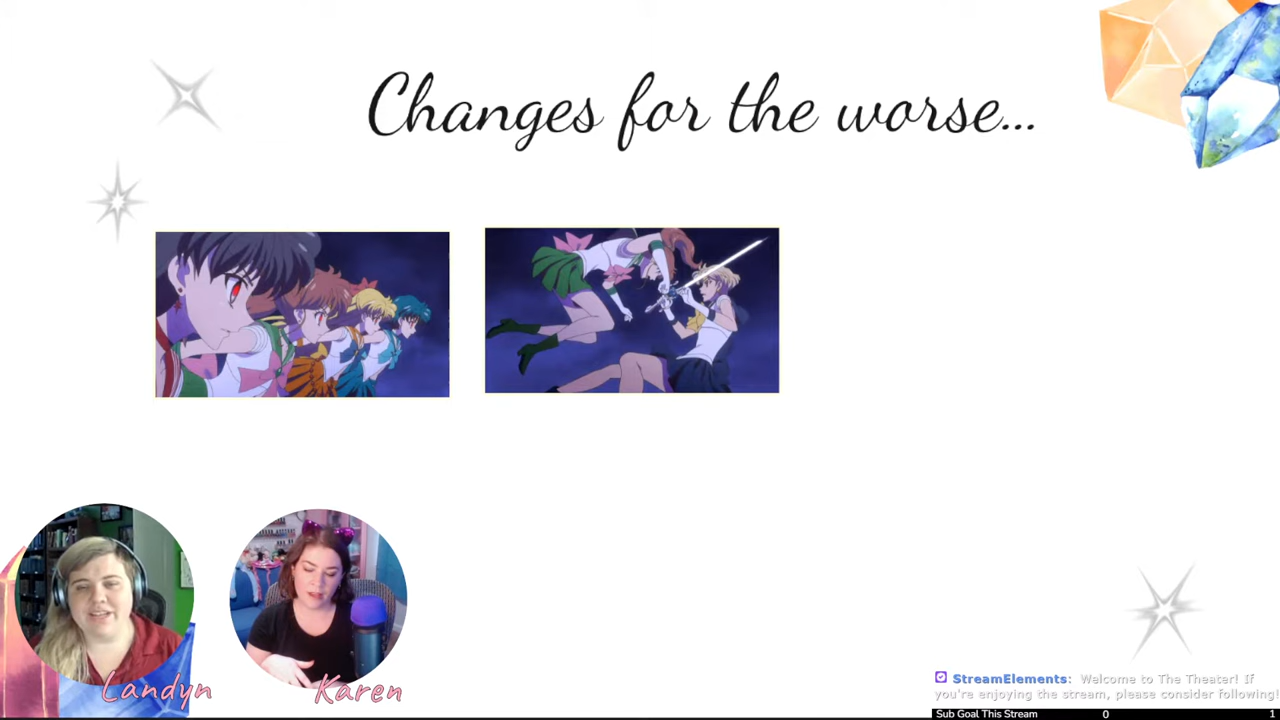 Changes for the worse...
Landyn
Karen
StreamElements: Welcome to The Theater! If
you're enjoying the stream, please consider following!
Sub Goal This Stream 0 1